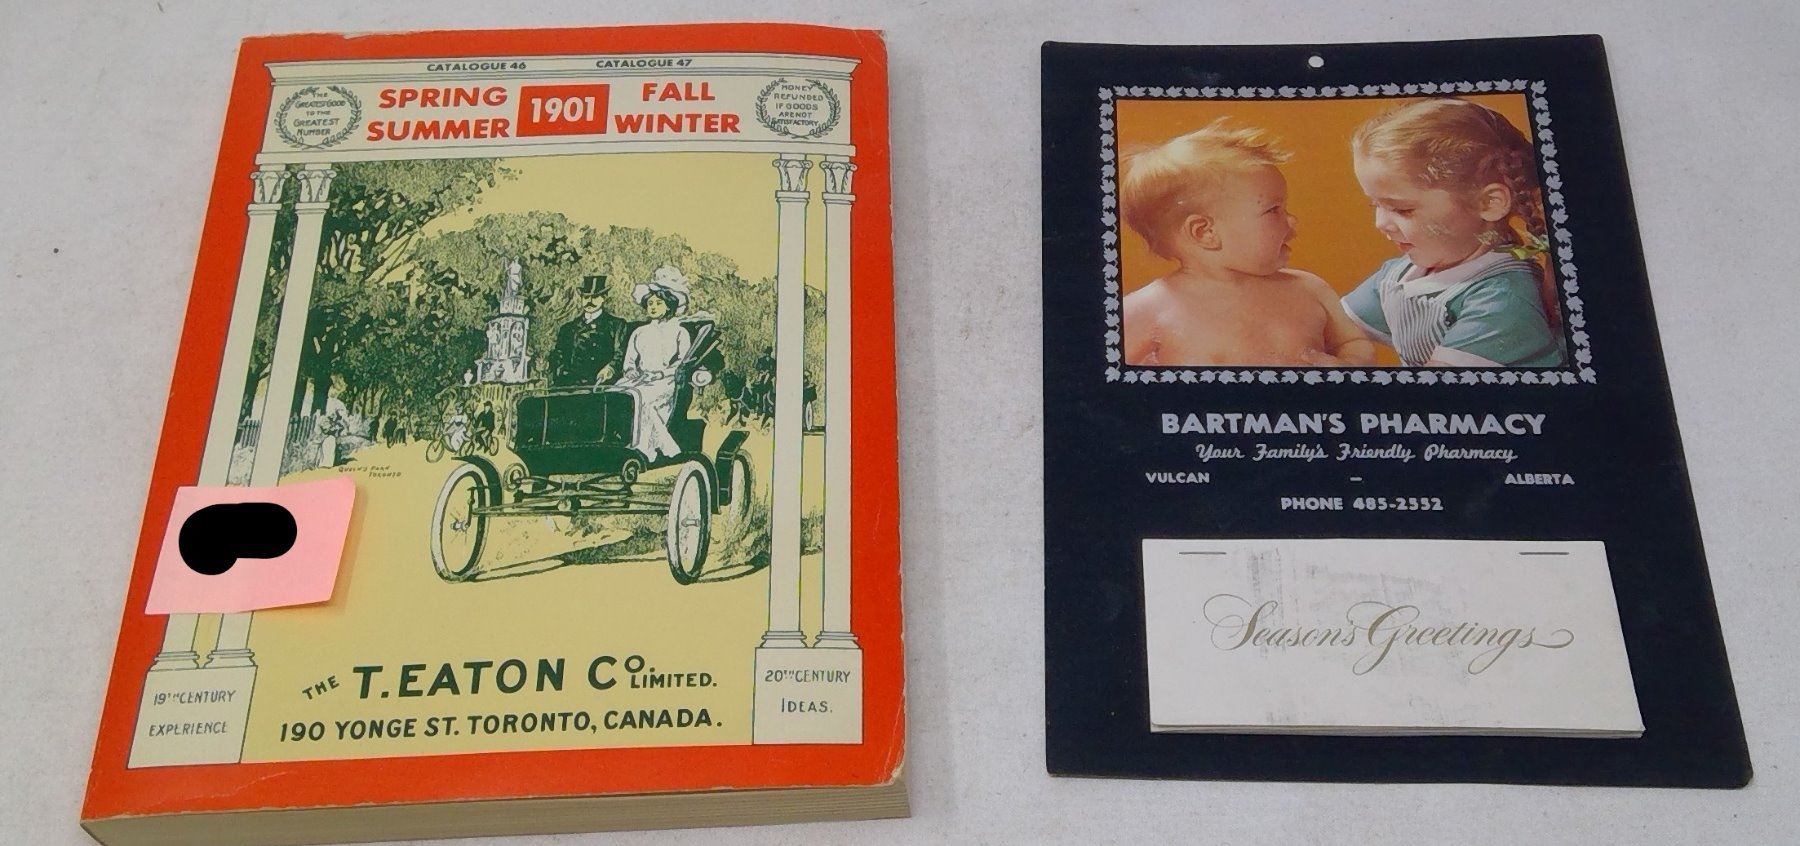 CATALOGUE 46 CATALOGUE 47
SPRING SUMMER
1901
FALL WINTER
THE
GREATEST GOOD
TO THE
GREATEST
NUMBER
MONEY
REFUNDED
IF GOODS
ARE NOT
SATISFACTORY
QUEEN'S PARK
TORONTO
THE T. EATON CO. LIMITED.
190 YONGE ST. TORONTO, CANADA.
19TH CENTURY
EXPERIENCE
20TH CENTURY
IDEAS.
BARTMAN'S PHARMACY
Your Family's Friendly Pharmacy
VULCAN - ALBERTA
PHONE 485-2552
Season's Greetings